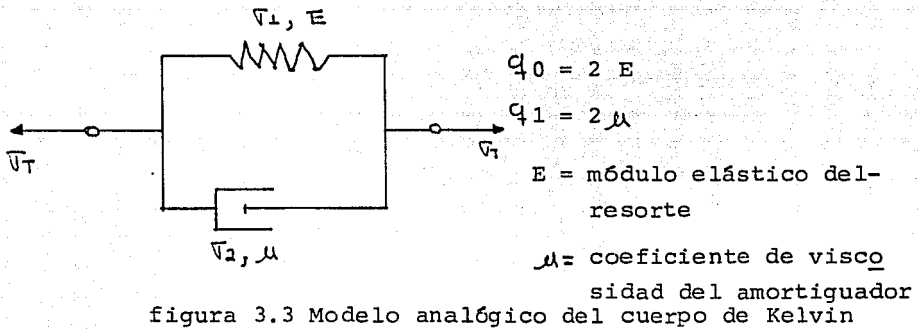 σ1, E
q0 = 2 E
q1 = 2 μ
σT
σT
E = módulo elástico del-
resorte
σ2, μ
μ= coeficiente de visco
sidad del amortiguador
figura 3.3 Modelo analógico del cuerpo de Kelvin